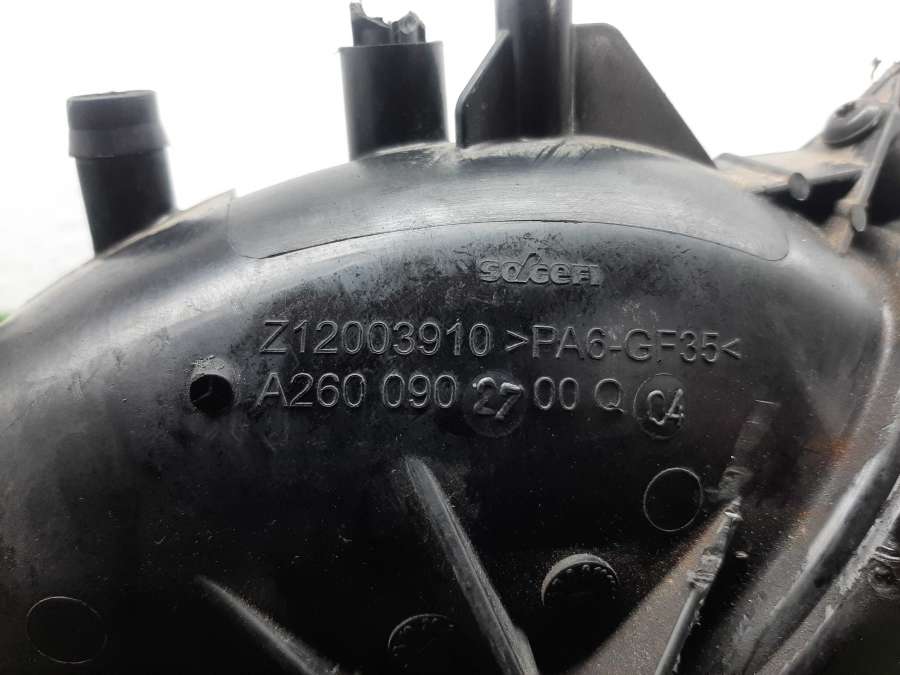 SOGEFI
Z12003910 >PA6-GF35<
A260 090 27 00 Q 04